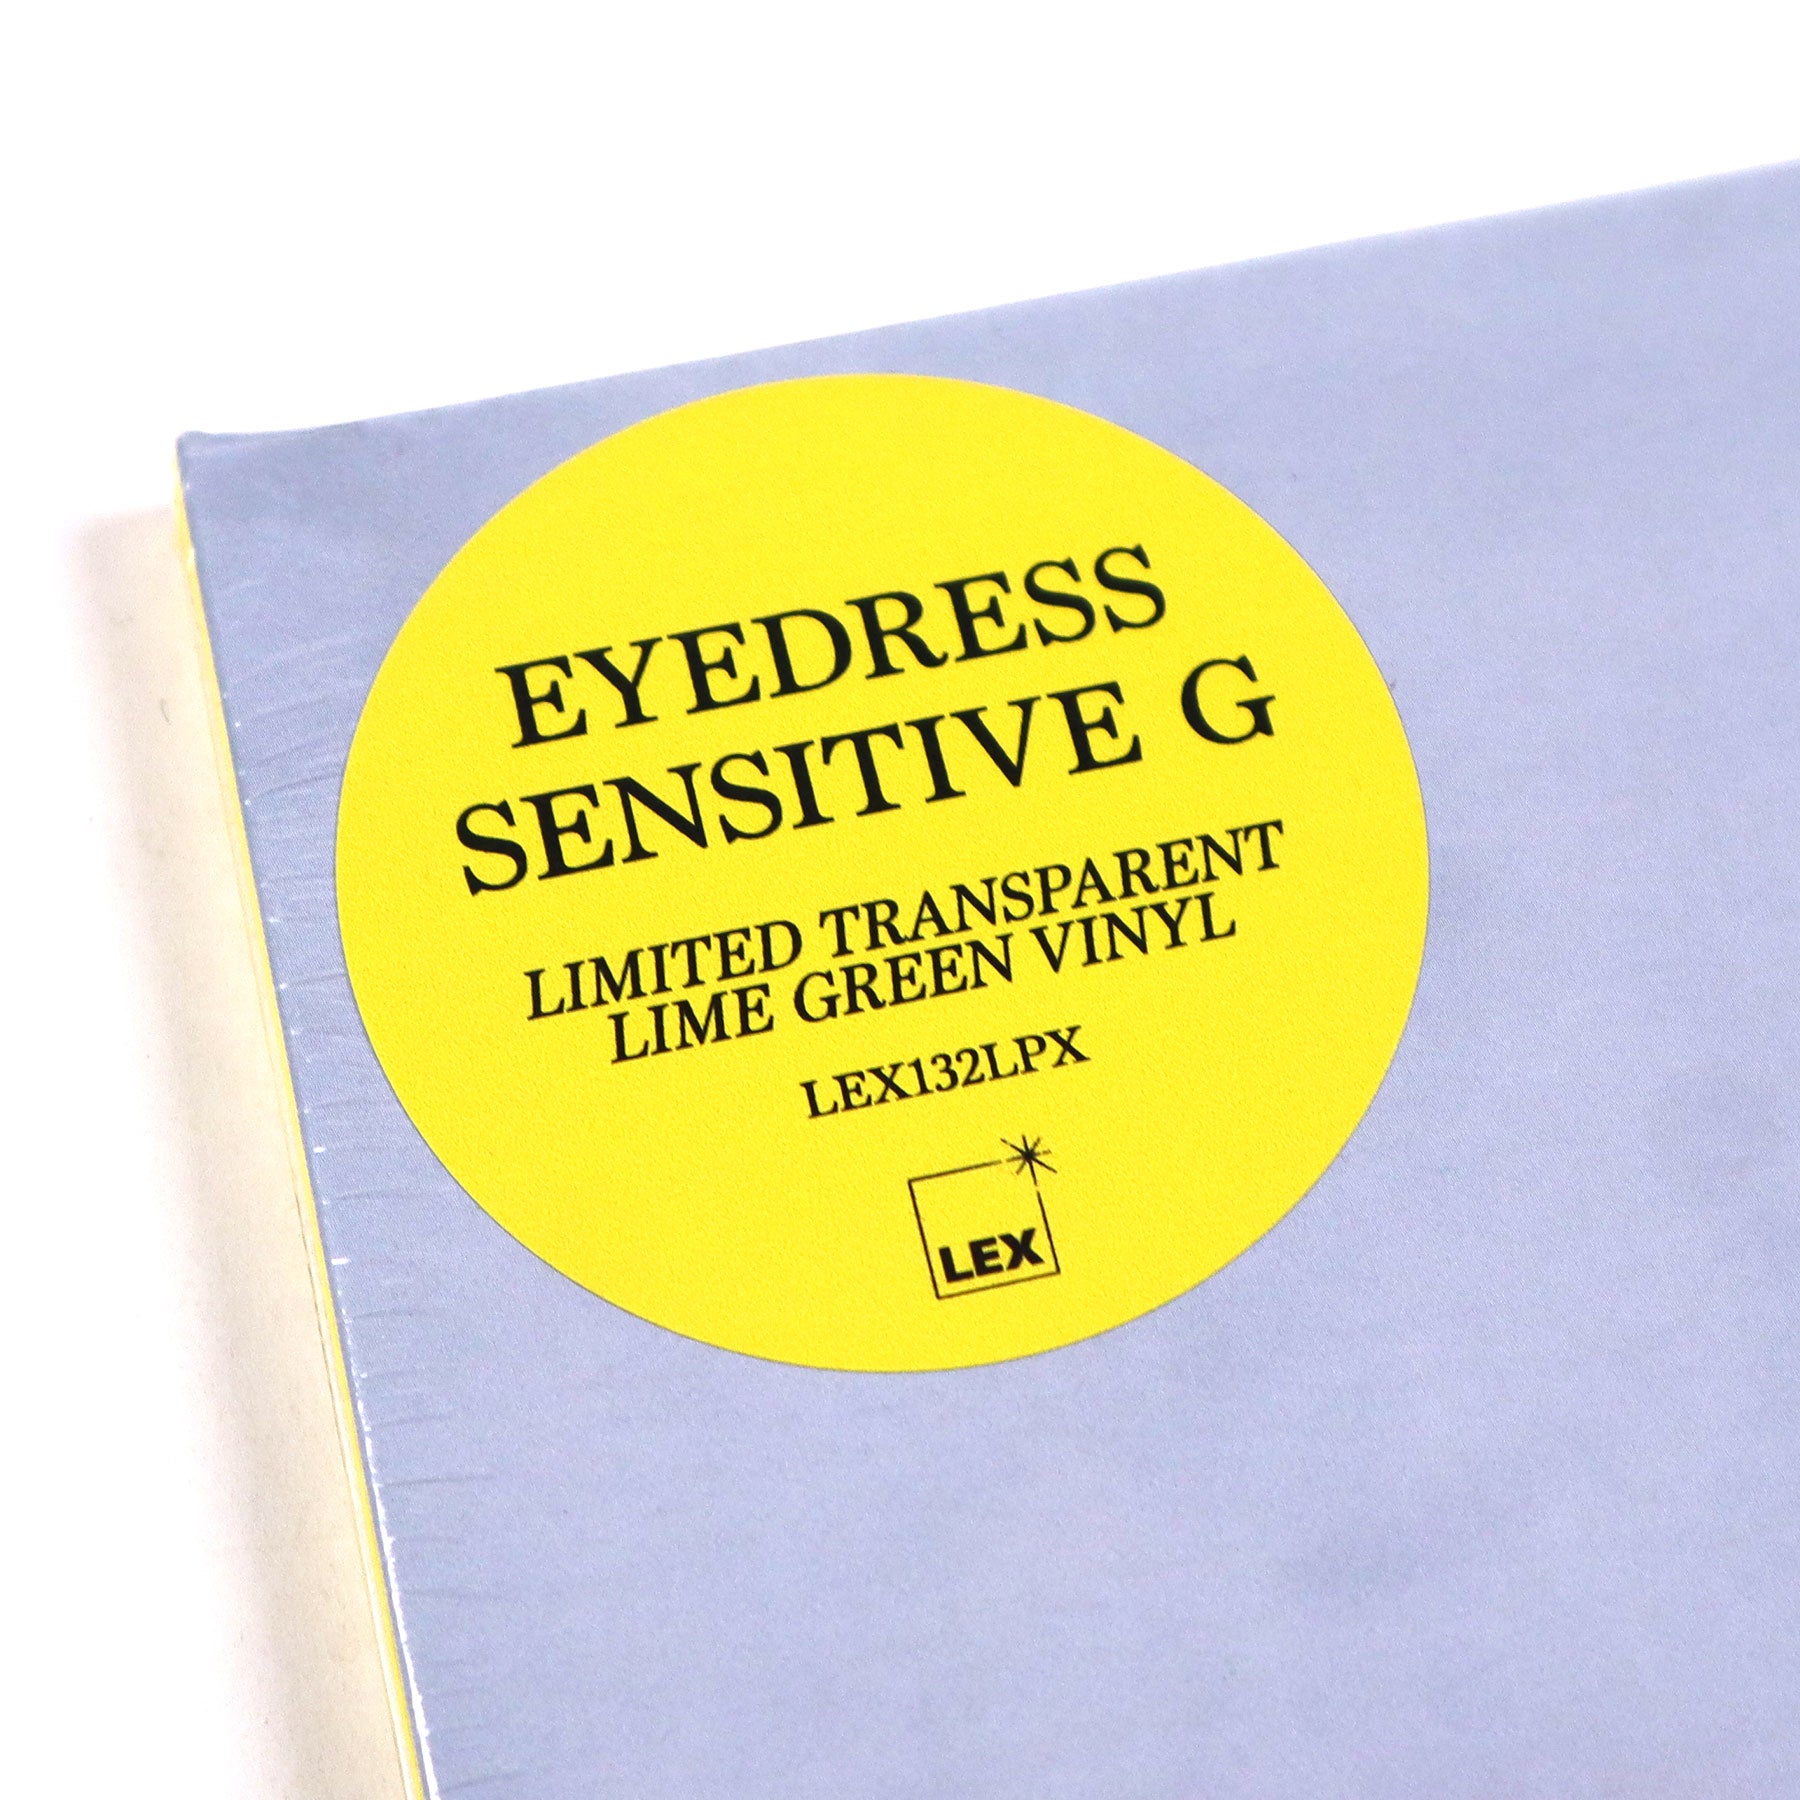 EYEDRESS
SENSITIVE G
LIMITED TRANSPARENT
LIME GREEN VINYL
LEX132LPX
LEX